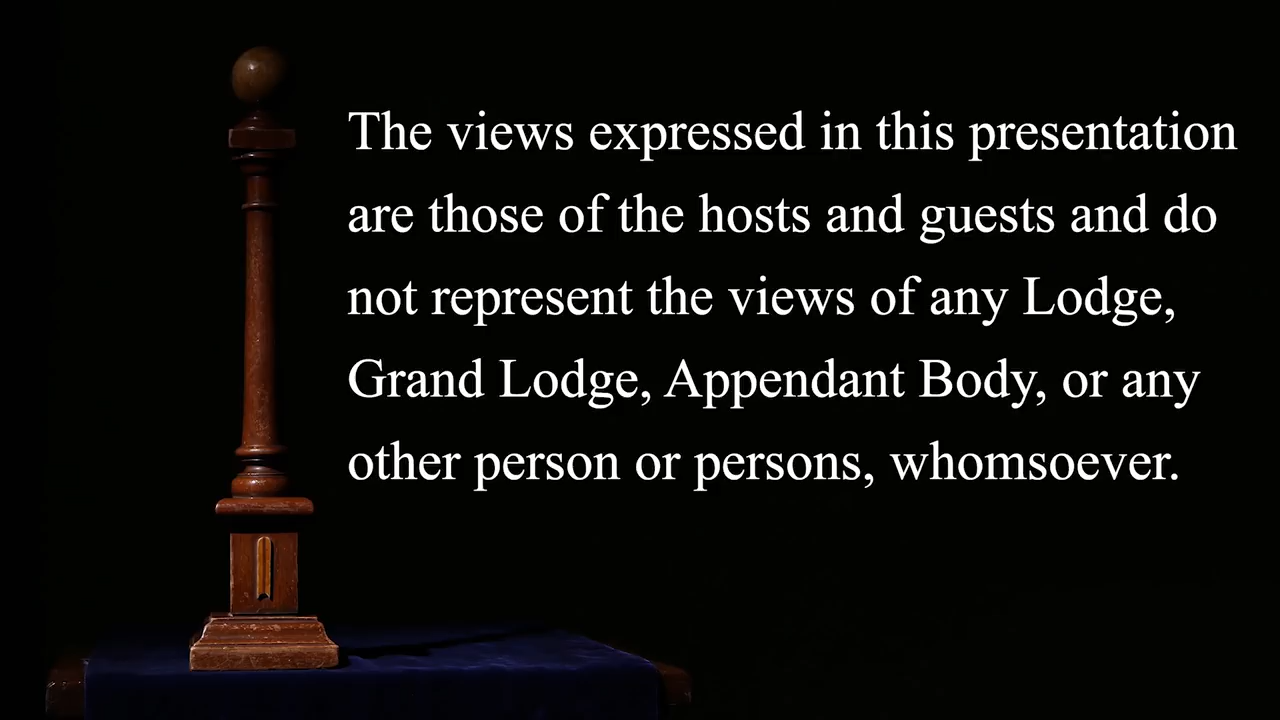 The views expressed in this presentation
are those of the hosts and guests and do
not represent the views of any Lodge,
Grand Lodge, Appendant Body, or any
other person or persons, whomsoever.